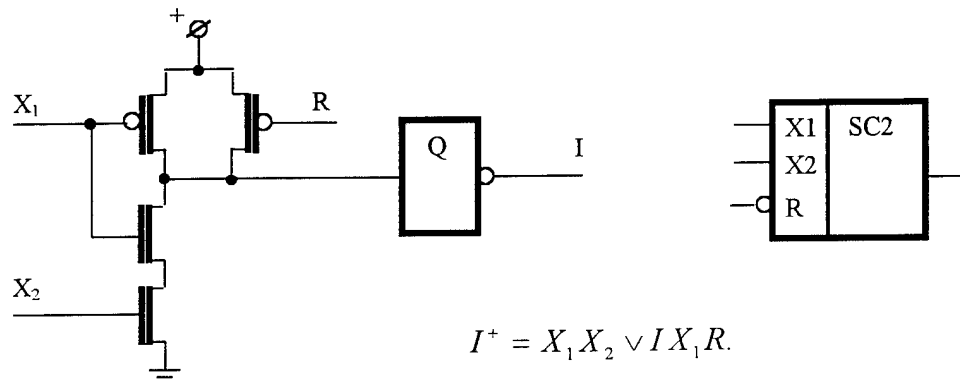 +
X₁
R
Q
I
X1 SC2
X2
R
X₂
I⁺ = X₁X₂ ∨ IX₁R.